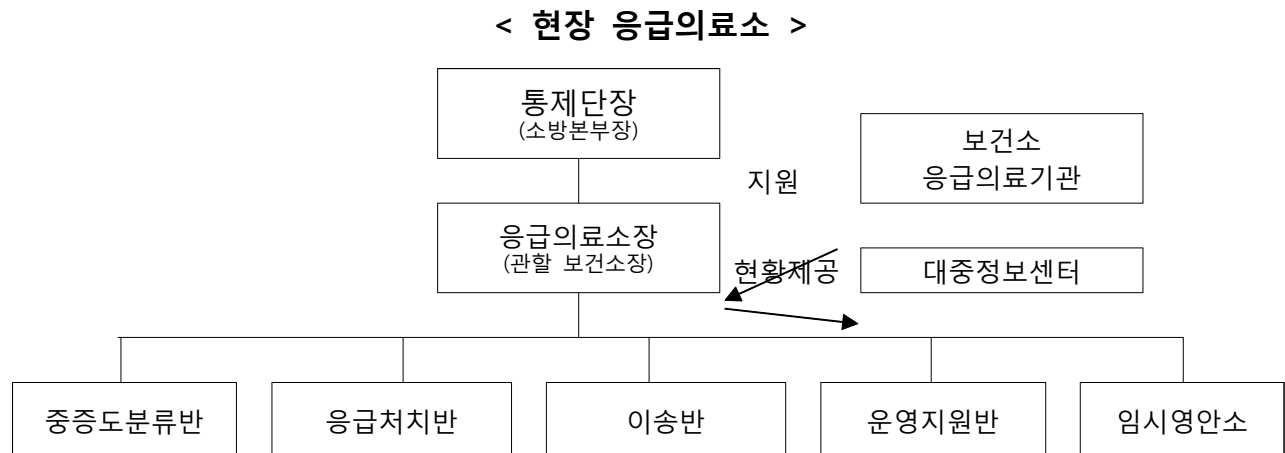 < 현장 응급의료소 >
통제단장
(소방본부장)
보건소
응급의료기관
지원
응급의료소장
(관할 보건소장)
현황제공
대중정보센터
중증도분류반
응급처치반
이송반
운영지원반
임시영안소